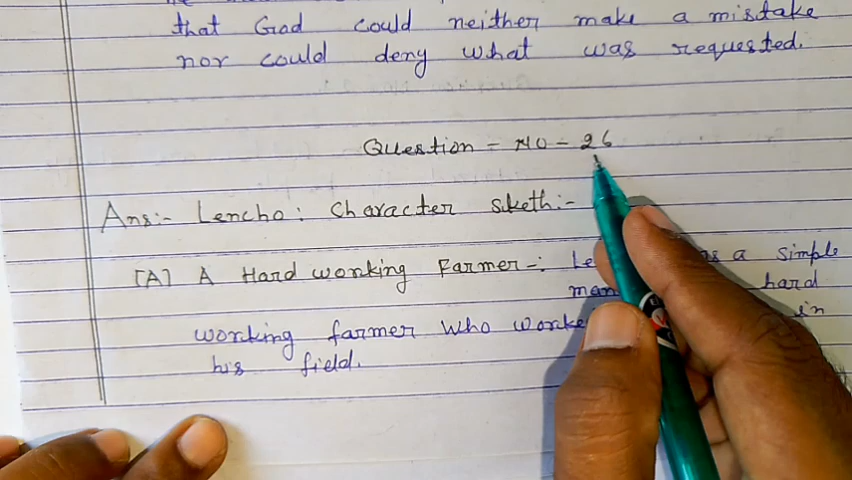 that God could neither make a mistake
nor could deny what was requested.
Question - No - 26
Ans:- Lencho: Character sketh:-
[A] A Hard working Farmer-: a simple
hard
working farmer who worke in
his field.